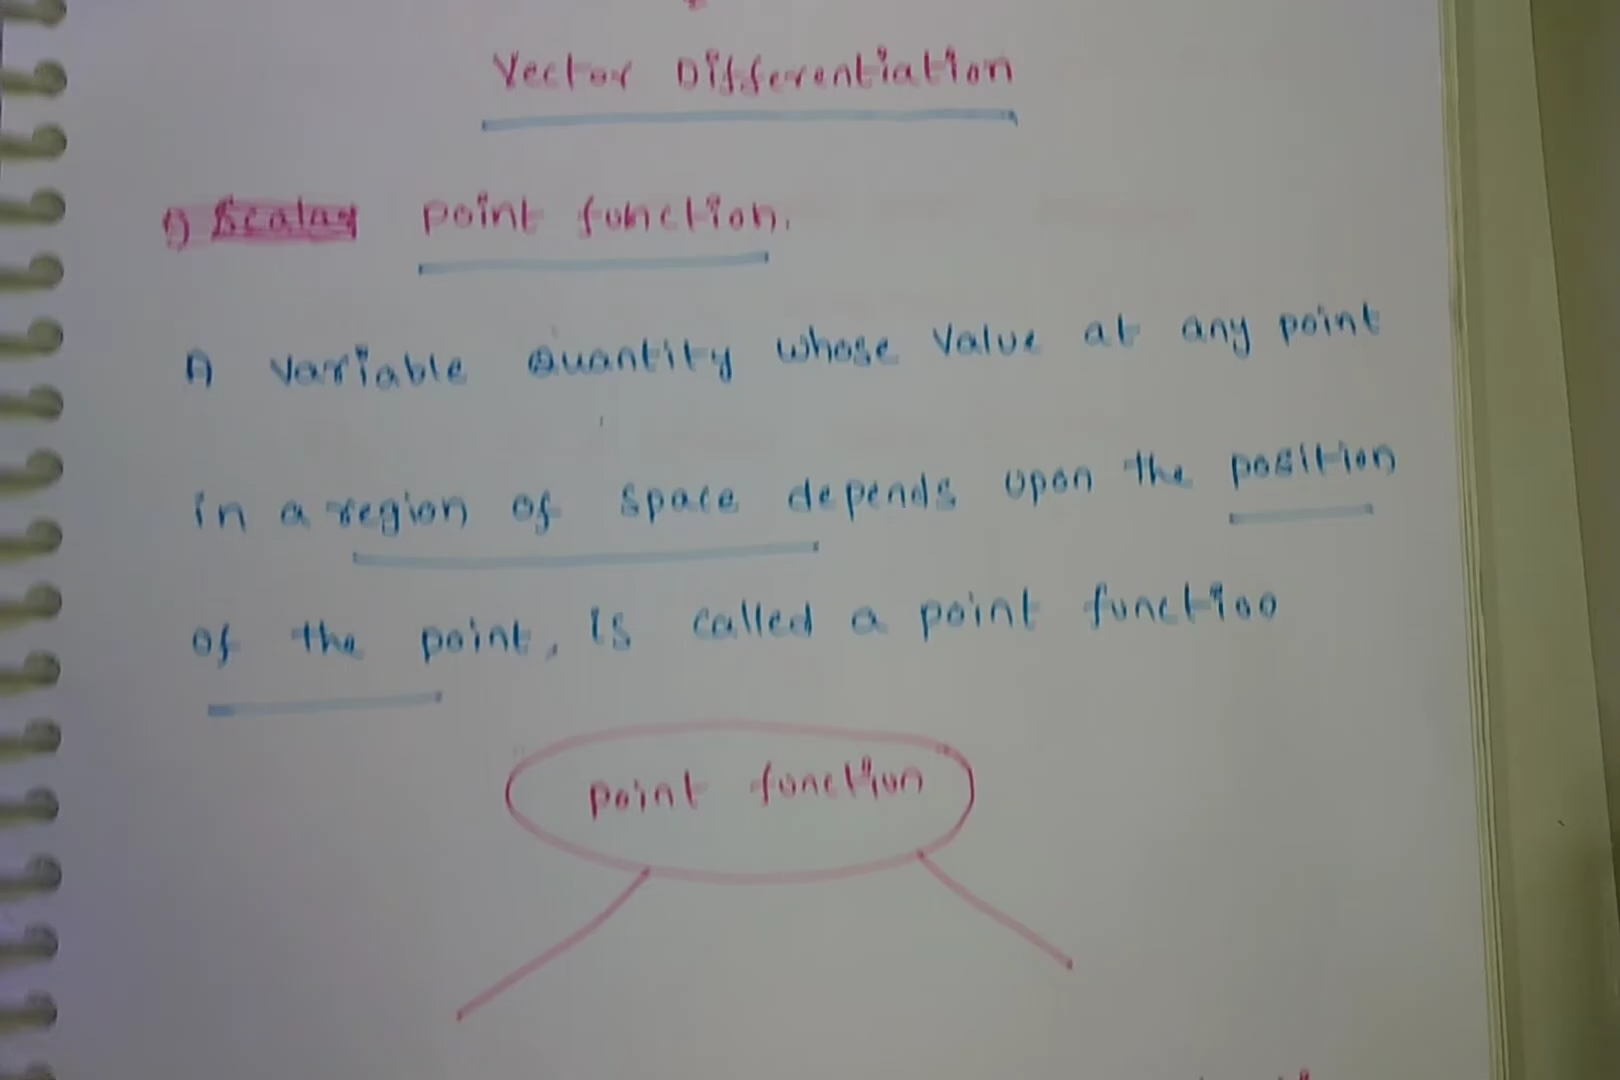 Vector Differentiation
1) Scalar point function.
A variable Quantity whose value at any point
in a region of space depends upon the position
of the point, is called a point function
point function